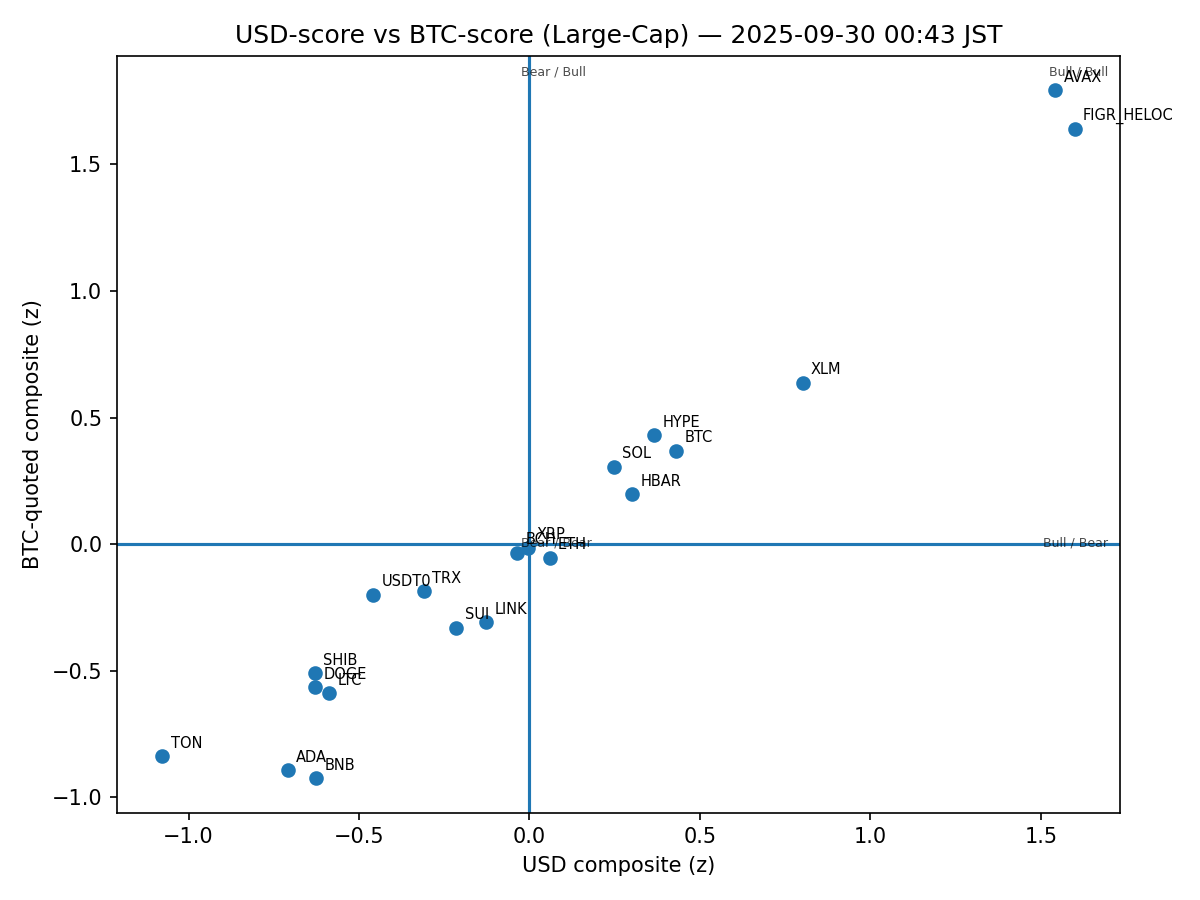 USD-score vs BTC-score (Large-Cap) — 2025-09-30 00:43 JST
Bear / Bull
Bull / Bull
AVAX
FIGR_HELOC
1.5
1.0
XLM
0.5
HYPE
BTC
SOL
HBAR
XRP
BCH
ETH
Bear / Bear
Bull / Bear
0.0
USDT0
TRX
SUI
LINK
SHIB
DOGE
LTC
−0.5
TON
ADA
BNB
−1.0
BTC-quoted composite (z)
−1.0 −0.5 0.0 0.5 1.0 1.5
USD composite (z)